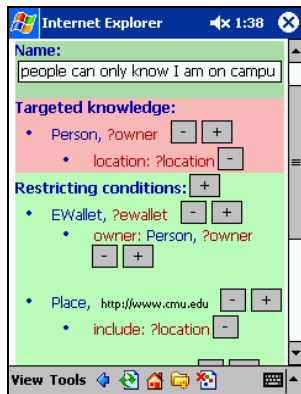 Internet Explorer 1:38
Name:
people can only know I am on campu
Targeted knowledge:
• Person, ?owner - +
• location: ?location -
Restricting conditions: +
• EWallet, ?ewallet - +
• owner: Person, ?owner
- +
• Place, http://www.cmu.edu - +
• include: ?location -
View Tools